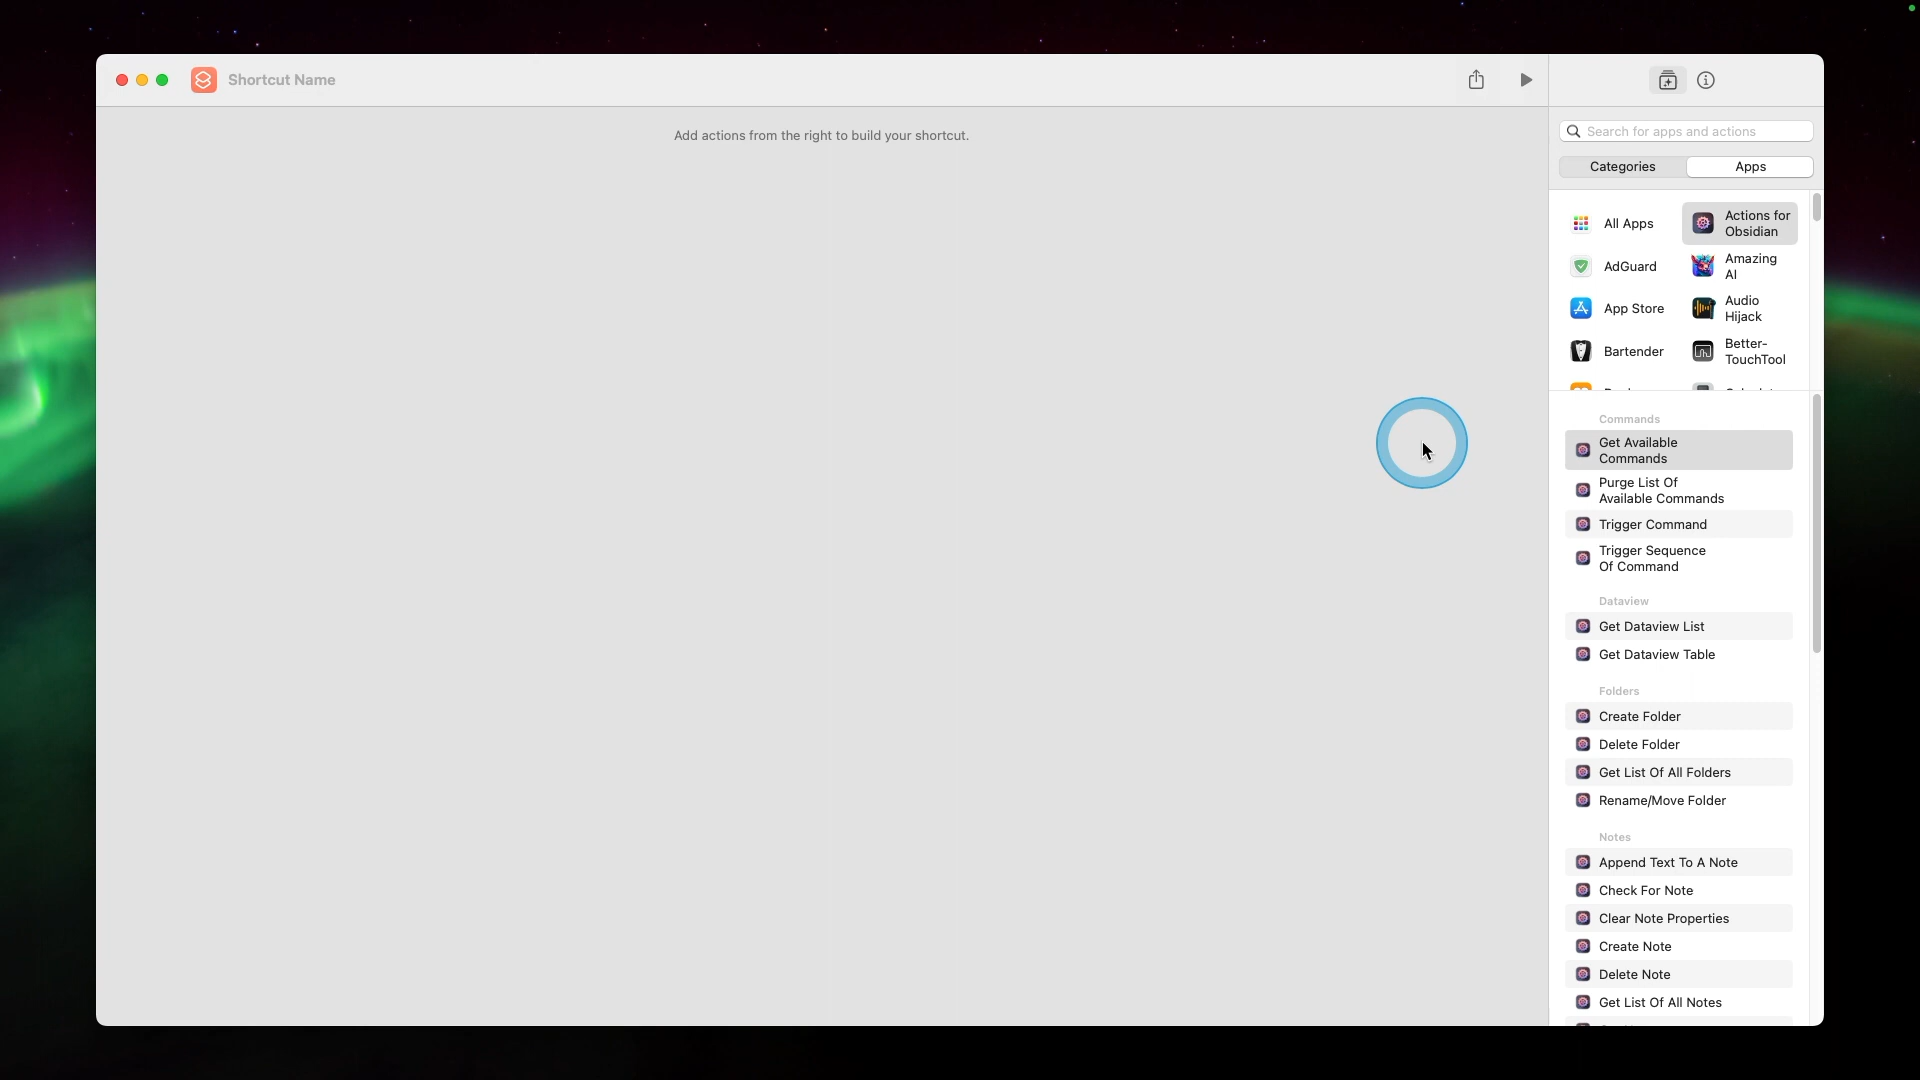 Shortcut Name
Add actions from the right to build your shortcut.
Search for apps and actions
Categories
Apps
All Apps
Actions for
Obsidian
AdGuard
Amazing
AI
App Store
Audio
Hijack
Bartender
Better-
TouchTool
Commands
Get Available
Commands
Purge List Of
Available Commands
Trigger Command
Trigger Sequence
Of Command
Dataview
Get Dataview List
Get Dataview Table
Folders
Create Folder
Delete Folder
Get List Of All Folders
Rename/Move Folder
Notes
Append Text To A Note
Check For Note
Clear Note Properties
Create Note
Delete Note
Get List Of All Notes